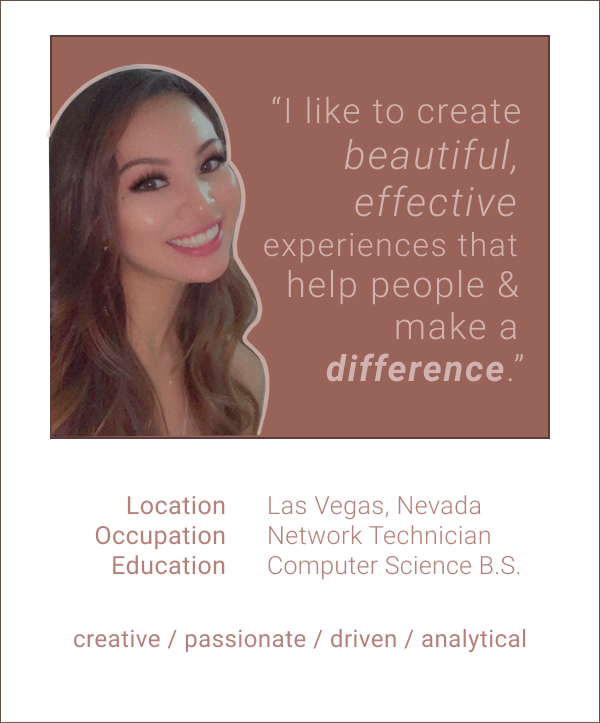 “I like to create
beautiful,
effective
experiences that
help people &
make a
difference.”
Location Las Vegas, Nevada
Occupation Network Technician
Education Computer Science B.S.
creative / passionate / driven / analytical